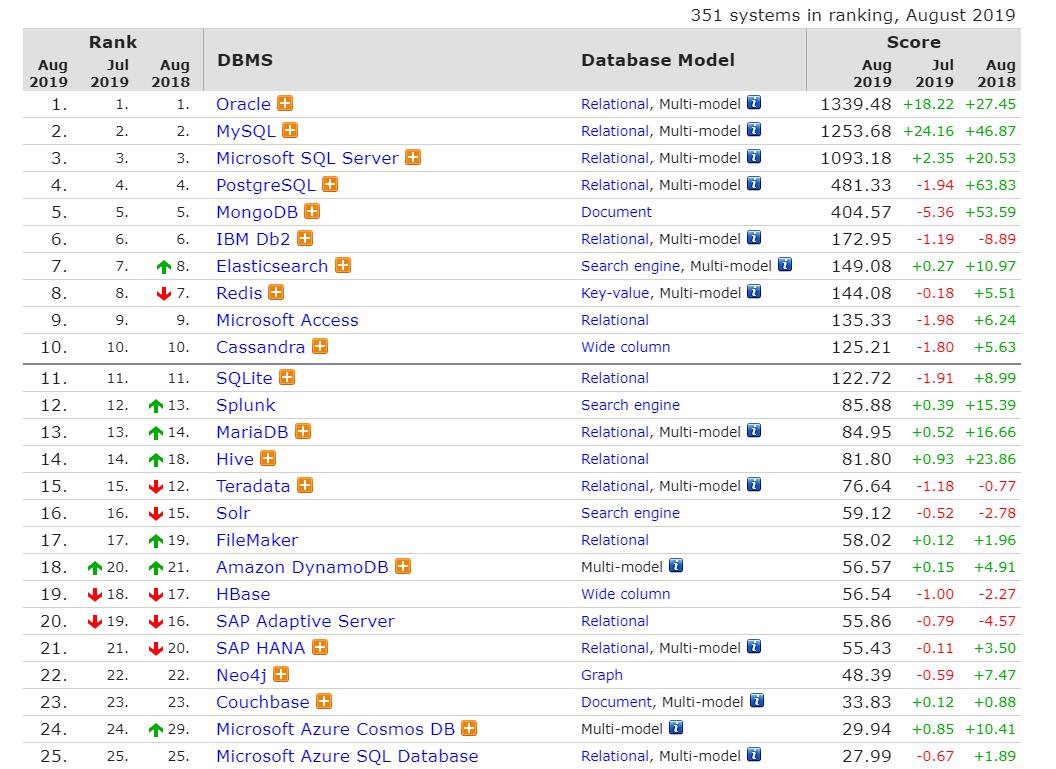 351 systems in ranking, August 2019
Rank DBMS Database Model Score
Aug 2019 Jul 2019 Aug 2018 Aug 2019 Jul 2019 Aug 2018
1. 1. 1. Oracle Relational, Multi-model 1339.48 +18.22 +27.45
2. 2. 2. MySQL Relational, Multi-model 1253.68 +24.16 +46.87
3. 3. 3. Microsoft SQL Server Relational, Multi-model 1093.18 +2.35 +20.53
4. 4. 4. PostgreSQL Relational, Multi-model 481.33 -1.94 +63.83
5. 5. 5. MongoDB Document 404.57 -5.36 +53.59
6. 6. 6. IBM Db2 Relational, Multi-model 172.95 -1.19 -8.89
7. 7. 8. Elasticsearch Search engine, Multi-model 149.08 +0.27 +10.97
8. 8. 7. Redis Key-value, Multi-model 144.08 -0.18 +5.51
9. 9. 9. Microsoft Access Relational 135.33 -1.98 +6.24
10. 10. 10. Cassandra Wide column 125.21 -1.80 +5.63
11. 11. 11. SQLite Relational 122.72 -1.91 +8.99
12. 12. 13. Splunk Search engine 85.88 +0.39 +15.39
13. 13. 14. MariaDB Relational, Multi-model 84.95 +0.52 +16.66
14. 14. 18. Hive Relational 81.80 +0.93 +23.86
15. 15. 12. Teradata Relational, Multi-model 76.64 -1.18 -0.77
16. 16. 15. Solr Search engine 59.12 -0.52 -2.78
17. 17. 19. FileMaker Relational 58.02 +0.12 +1.96
18. 20. 21. Amazon DynamoDB Multi-model 56.57 +0.15 +4.91
19. 18. 17. HBase Wide column 56.54 -1.00 -2.27
20. 19. 16. SAP Adaptive Server Relational 55.86 -0.79 -4.57
21. 21. 20. SAP HANA Relational, Multi-model 55.43 -0.11 +3.50
22. 22. 22. Neo4j Graph 48.39 -0.59 +7.47
23. 23. 23. Couchbase Document, Multi-model 33.83 +0.12 +0.88
24. 24. 29. Microsoft Azure Cosmos DB Multi-model 29.94 +0.85 +10.41
25. 25. 25. Microsoft Azure SQL Database Relational, Multi-model 27.99 -0.67 +1.89